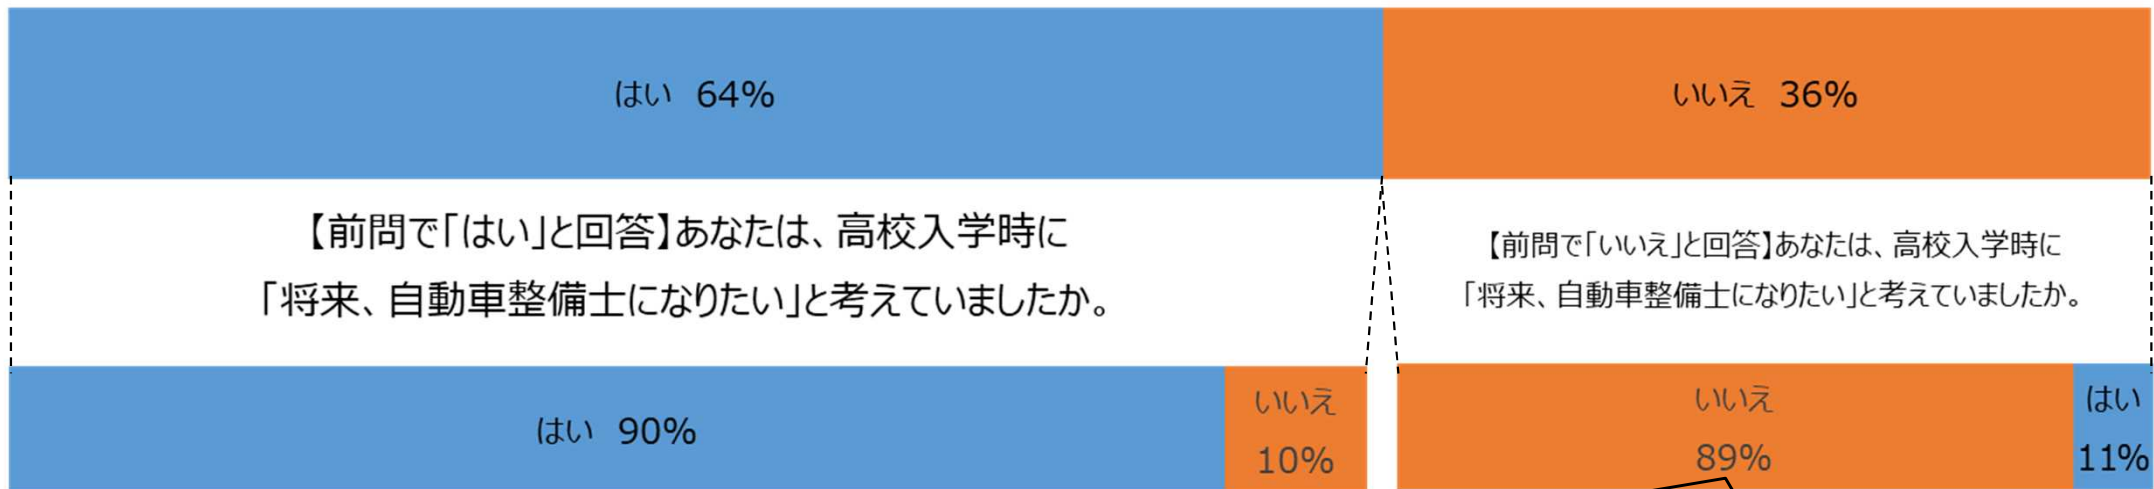 はい 64%
いいえ 36%
【前問で「はい」と回答】あなたは、高校入学時に
「将来、自動車整備士になりたい」と考えていましたか。
【前問で「いいえ」と回答】あなたは、高校入学時に
「将来、自動車整備士になりたい」と考えていましたか。
はい 90%
いいえ
10%
いいえ
89%
はい
11%